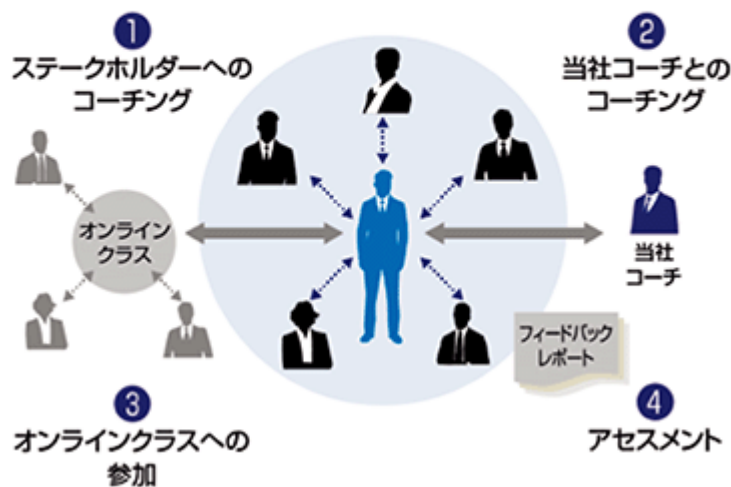 1
ステークホルダーへの
コーチング
2
当社コーチとの
コーチング
オンライン
クラス
当社
コーチ
フィードバック
レポート
3
オンラインクラスへの
参加
4
アセスメント